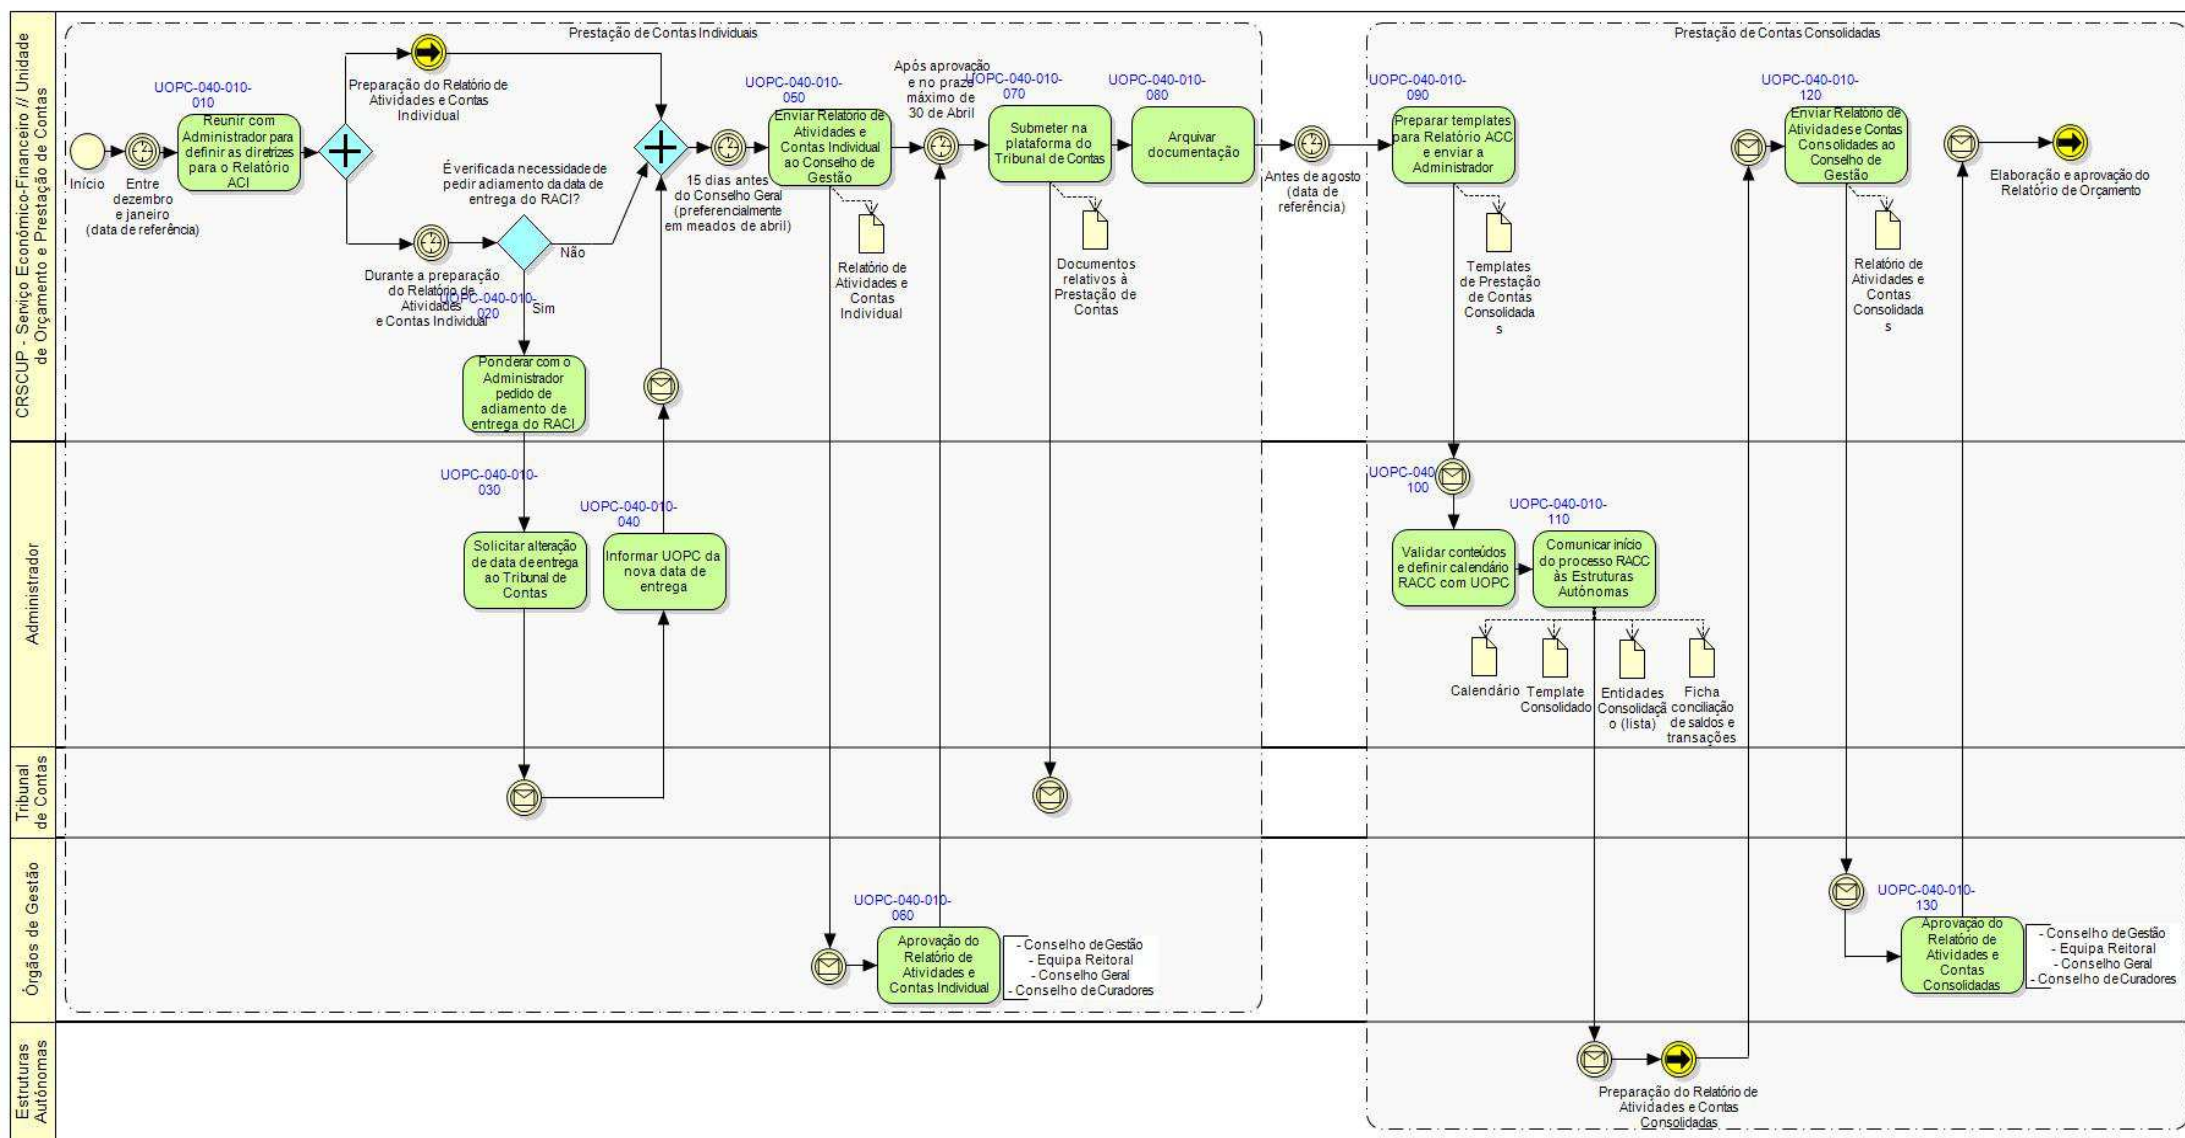 CRSCUP - Serviço Económico-Financeiro // Unidade
de Orçamento e Prestação de Contas
Prestação de Contas Individuais
Início
Entre
dezembro
e janeiro
(data de referência)
UOPC-040-010-
010
Reunir com
Administrador para
definir as diretrizes
para o Relatório
ACI
Preparação do Relatório de
Atividades e Contas
Individual
Durante a preparação
do Relatório de
Atividades
e Contas Individual
É verificada necessidade de
pedir adiamento da data de
entrega do RACI?
Não
Sim
UOPC-040-010-
020
Ponderar com o
Administrador
pedido de
adiamento de
entrega do RACI
15 dias antes
do Conselho Geral
(preferencialmente
em meados de abril)
UOPC-040-010-
050
Enviar Relatório de
Atividades e
Contas Individual
ao Conselho de
Gestão
Relatório de
Atividades e
Contas
Individual
Após aprovação
e no prazo
máximo de
30 de Abril
UOPC-040-010-
070
Submeter na
plataforma do
Tribunal de Contas
Documentos
relativos à
Prestação de
Contas
UOPC-040-010-
080
Arquivar
documentação
Antes de agosto
(data de
referência)
Prestação de Contas Consolidadas
UOPC-040-010-
090
Preparar templates
para Relatório ACC
e enviar a
Administrador
Templates
de Prestação
de Contas
Consolidada
s
UOPC-040-010-
120
Enviar Relatório de
Atividades e Contas
Consolidades ao
Conselho de
Gestão
Relatório de
Atividades e
Contas
Consolidada
s
Elaboração e aprovação do
Relatório de Orçamento
Administrador
UOPC-040-010-
030
Solicitar alteração
de data de entrega
ao Tribunal de
Contas
UOPC-040-010-
040
Informar UOPC da
nova data de
entrega
UOPC-040
100
Validar conteúdos
e definir calendário
RACC com UOPC
UOPC-040-010-
110
Comunicar início
do processo RACC
às Estruturas
Autónomas
Calendário
Template
Consolidado
Entidades
Consolidaçã
o (lista)
Ficha
conciliação
de saldos e
transações
Tribunal
de Contas
Órgãos de Gestão
UOPC-040-010-
060
Aprovação do
Relatório de
Atividades e
Contas Individual
- Conselho de Gestão
- Equipa Reitoral
- Conselho Geral
- Conselho de Curadores
UOPC-040-010-
130
Aprovação do
Relatório de
Atividades e
Contas
Consolidadas
- Conselho de Gestão
- Equipa Reitoral
- Conselho Geral
- Conselho de Curadores
Estruturas
Autónomas
Preparação do Relatório de
Atividades e Contas
Consolidadas